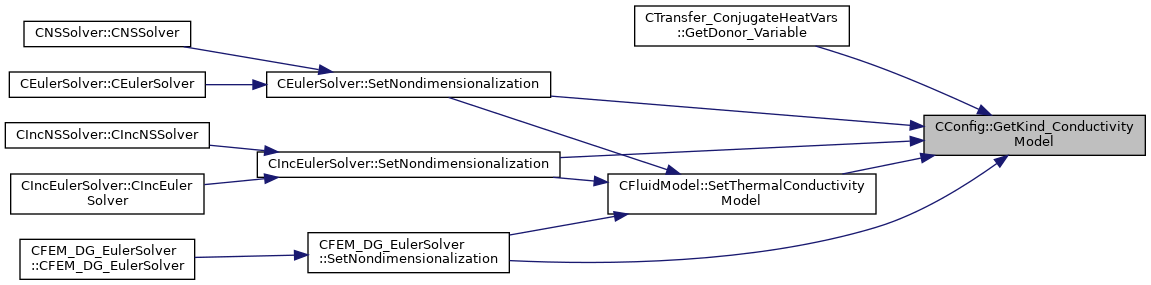 CNSSolver::CNSSolver
CEulerSolver::CEulerSolver
CIncNSSolver::CIncNSSolver
CIncEulerSolver::CIncEuler
Solver
CFEM_DG_EulerSolver
::CFEM_DG_EulerSolver
CEulerSolver::SetNondimensionalization
CIncEulerSolver::SetNondimensionalization
CFEM_DG_EulerSolver
::SetNondimensionalization
CTransfer_ConjugateHeatVars
::GetDonor_Variable
CFluidModel::SetThermalConductivity
Model
CConfig::GetKind_Conductivity
Model